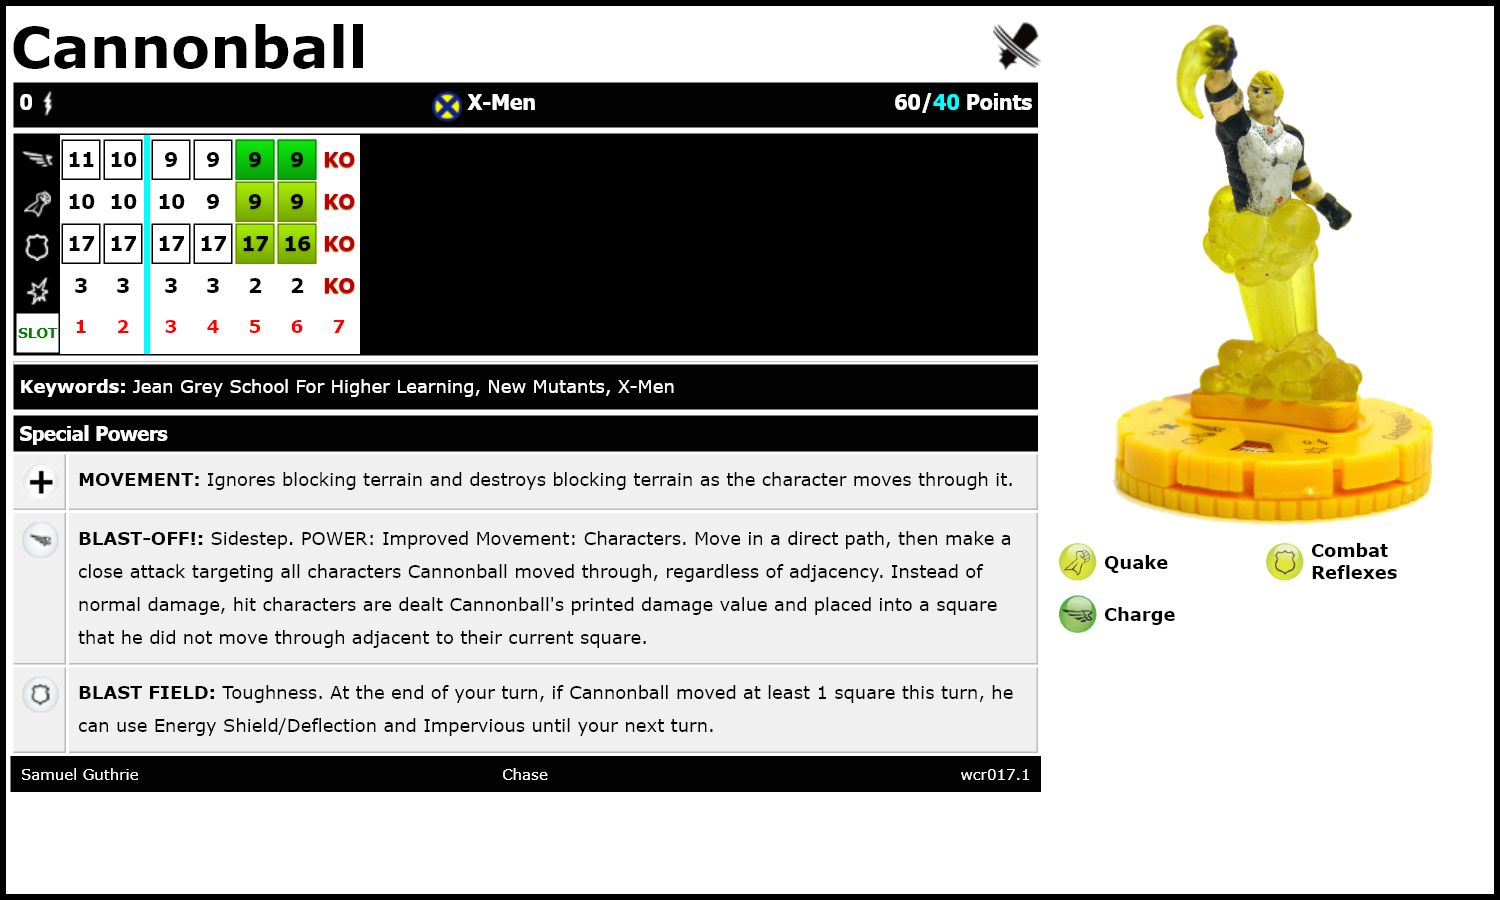 Cannonball
0 X-Men 60/40 Points
11 10 9 9 9 9 KO
10 10 10 9 9 9 KO
17 17 17 17 17 16 KO
3 3 3 3 2 2 KO
SLOT 1 2 3 4 5 6 7
Keywords: Jean Grey School For Higher Learning, New Mutants, X-Men
Special Powers
MOVEMENT: Ignores blocking terrain and destroys blocking terrain as the character moves through it.
BLAST-OFF!: Sidestep. POWER: Improved Movement: Characters. Move in a direct path, then make a
close attack targeting all characters Cannonball moved through, regardless of adjacency. Instead of
normal damage, hit characters are dealt Cannonball's printed damage value and placed into a square
that he did not move through adjacent to their current square.
BLAST FIELD: Toughness. At the end of your turn, if Cannonball moved at least 1 square this turn, he
can use Energy Shield/Deflection and Impervious until your next turn.
Samuel Guthrie Chase wcr017.1
Quake
Combat
Reflexes
Charge